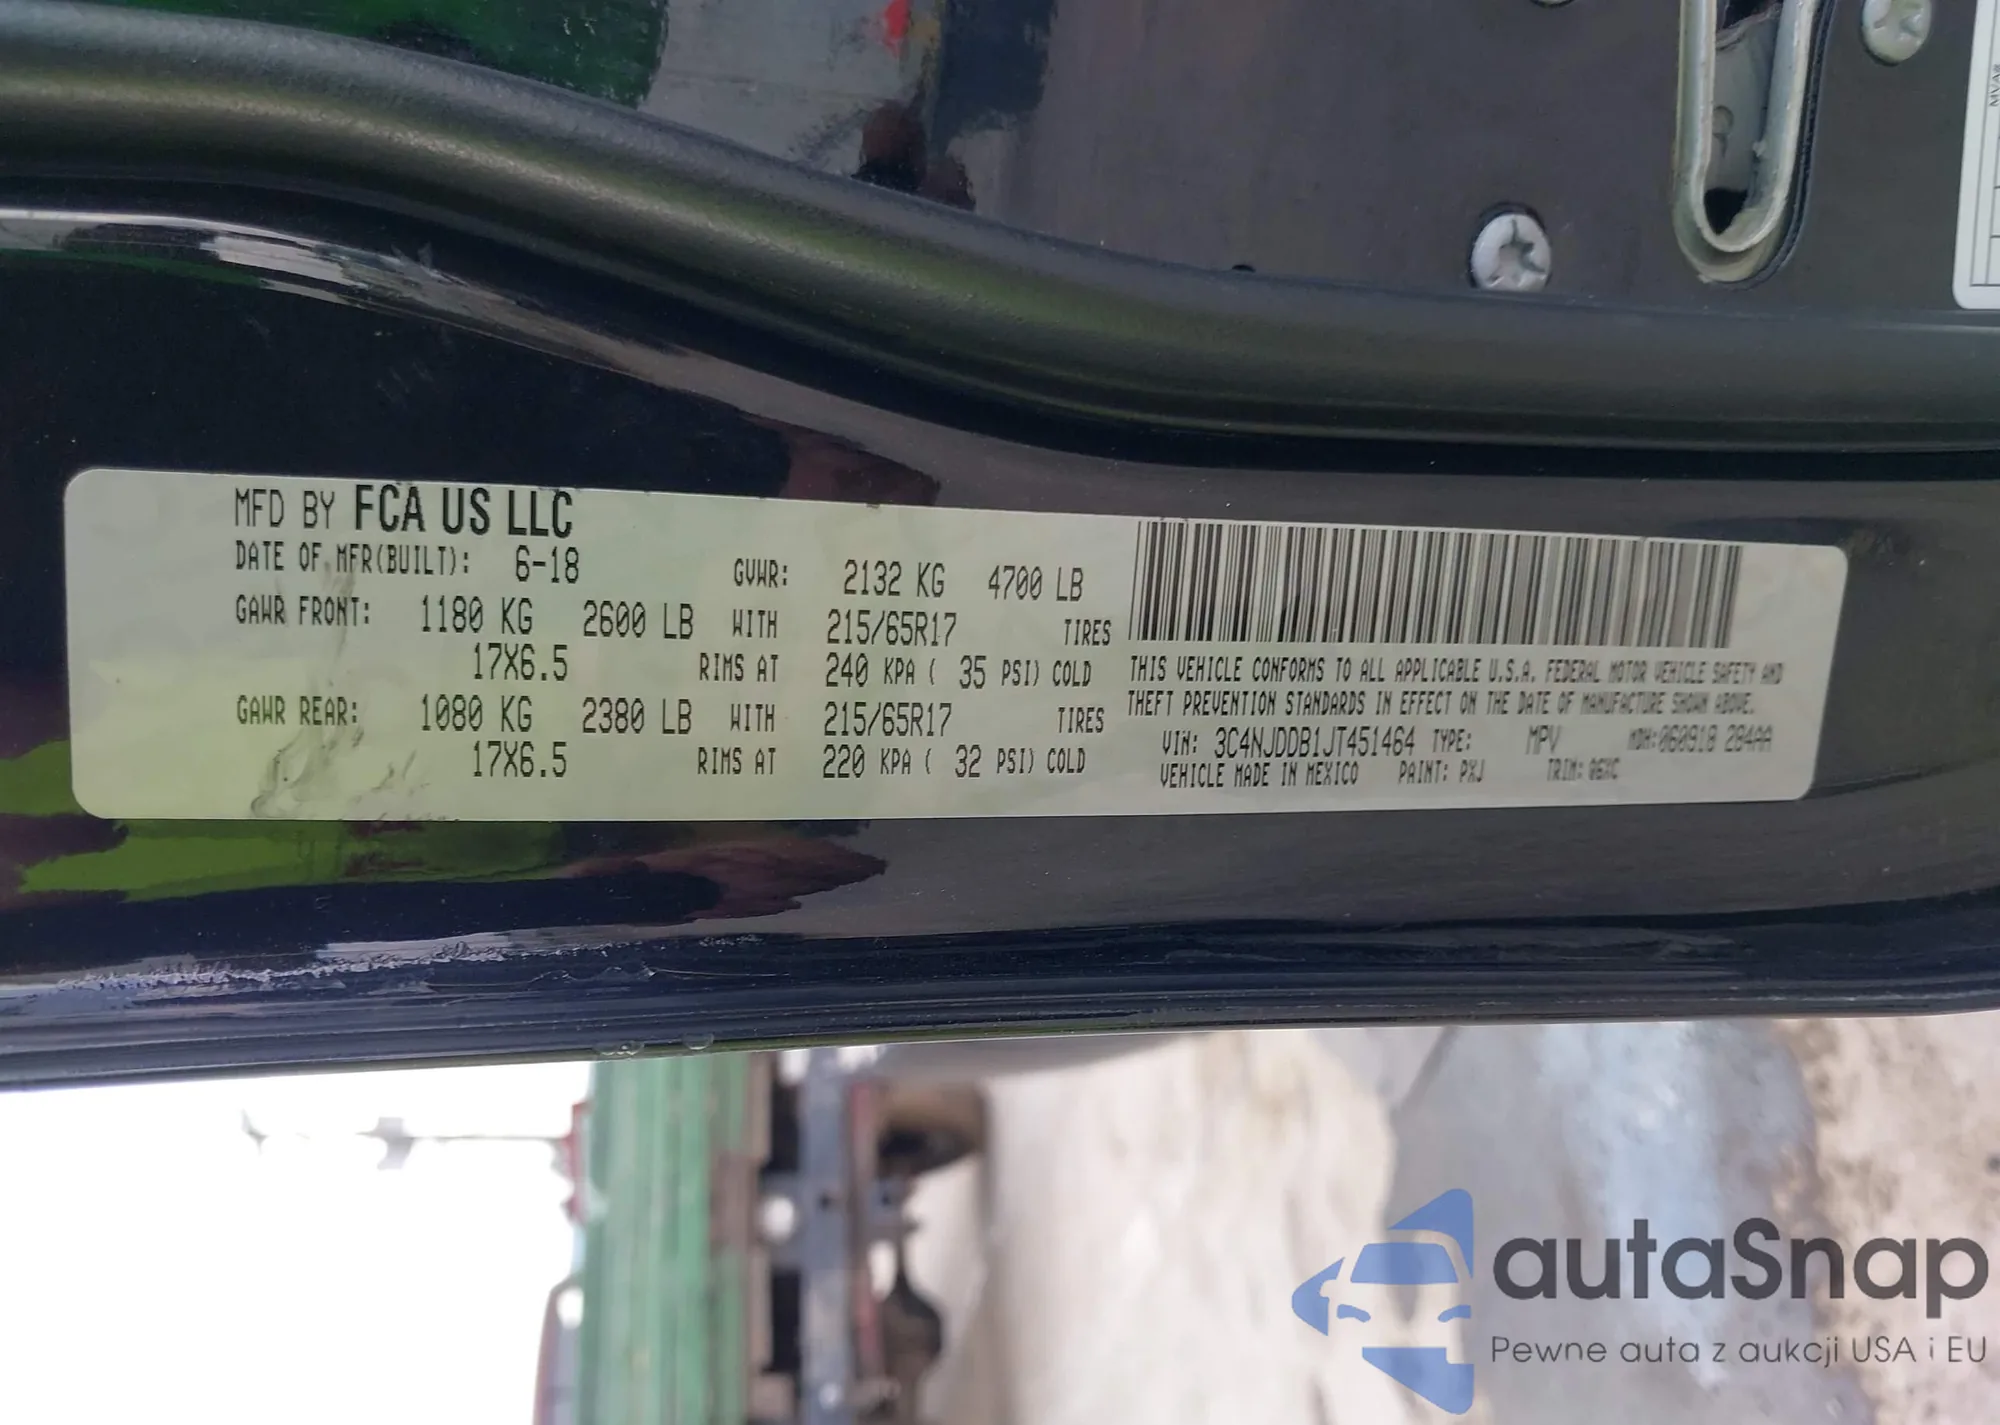 MFD BY FCA US LLC
DATE OF MFR(BUILT): 6-18 GVWR: 2132 KG 4700 LB
GAWR FRONT: 1180 KG 2600 LB WITH 215/65R17 TIRES
17X6.5 RIMS AT 240 KPA ( 35 PSI) COLD
GAWR REAR: 1080 KG 2380 LB WITH 215/65R17 TIRES
17X6.5 RIMS AT 220 KPA ( 32 PSI) COLD
THIS VEHICLE CONFORMS TO ALL APPLICABLE U.S.A. FEDERAL MOTOR VEHICLE SAFETY AND
THEFT PREVENTION STANDARDS IN EFFECT ON THE DATE OF MANUFACTURE SHOWN ABOVE.
VIN: 3C4NJDDB1JT451464 TYPE: MPV MDH:060918 284AA
VEHICLE MADE IN MEXICO PAINT: PXJ TRIM:
autaSnap
Pewne auta z aukcji USA i EU